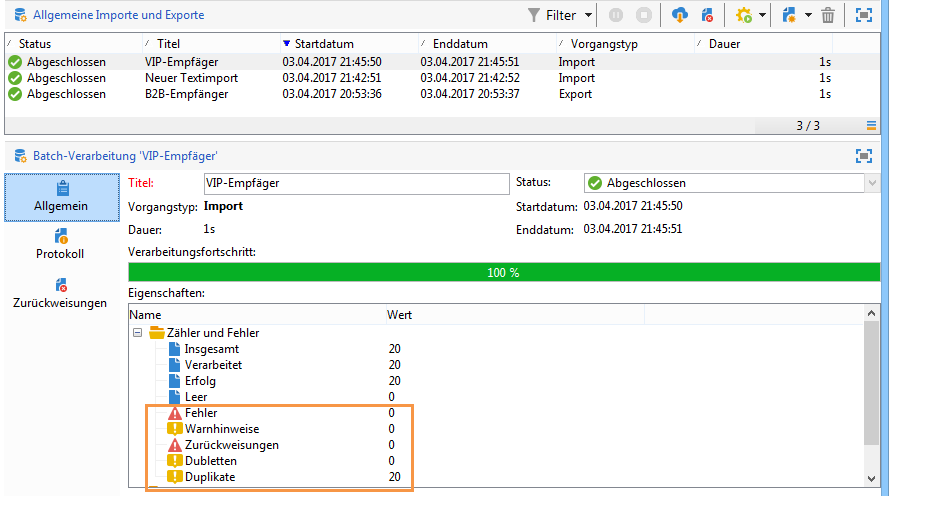 Allgemeine Importe und Exporte Filter
Status Titel Startdatum Enddatum Vorgangstyp Dauer
Abgeschlossen VIP-Empfäger 03.04.2017 21:45:50 03.04.2017 21:45:51 Import 1s
Abgeschlossen Neuer Textimport 03.04.2017 21:42:51 03.04.2017 21:42:52 Import 1s
Abgeschlossen B2B-Empfänger 03.04.2017 20:53:36 03.04.2017 20:53:37 Export 1s
3 / 3
Batch-Verarbeitung 'VIP-Empfäger'
Allgemein
Protokoll
Zurückweisungen
Titel: VIP-Empfäger Status: Abgeschlossen
Vorgangstyp: Import Startdatum: 03.04.2017 21:45:50
Dauer: 1s Enddatum: 03.04.2017 21:45:51
Verarbeitungsfortschritt:
100 %
Eigenschaften:
Name Wert
Zähler und Fehler
Insgesamt 20
Verarbeitet 20
Erfolg 20
Leer 0
Fehler 0
Warnhinweise 0
Zurückweisungen 0
Dubletten 0
Duplikate 20